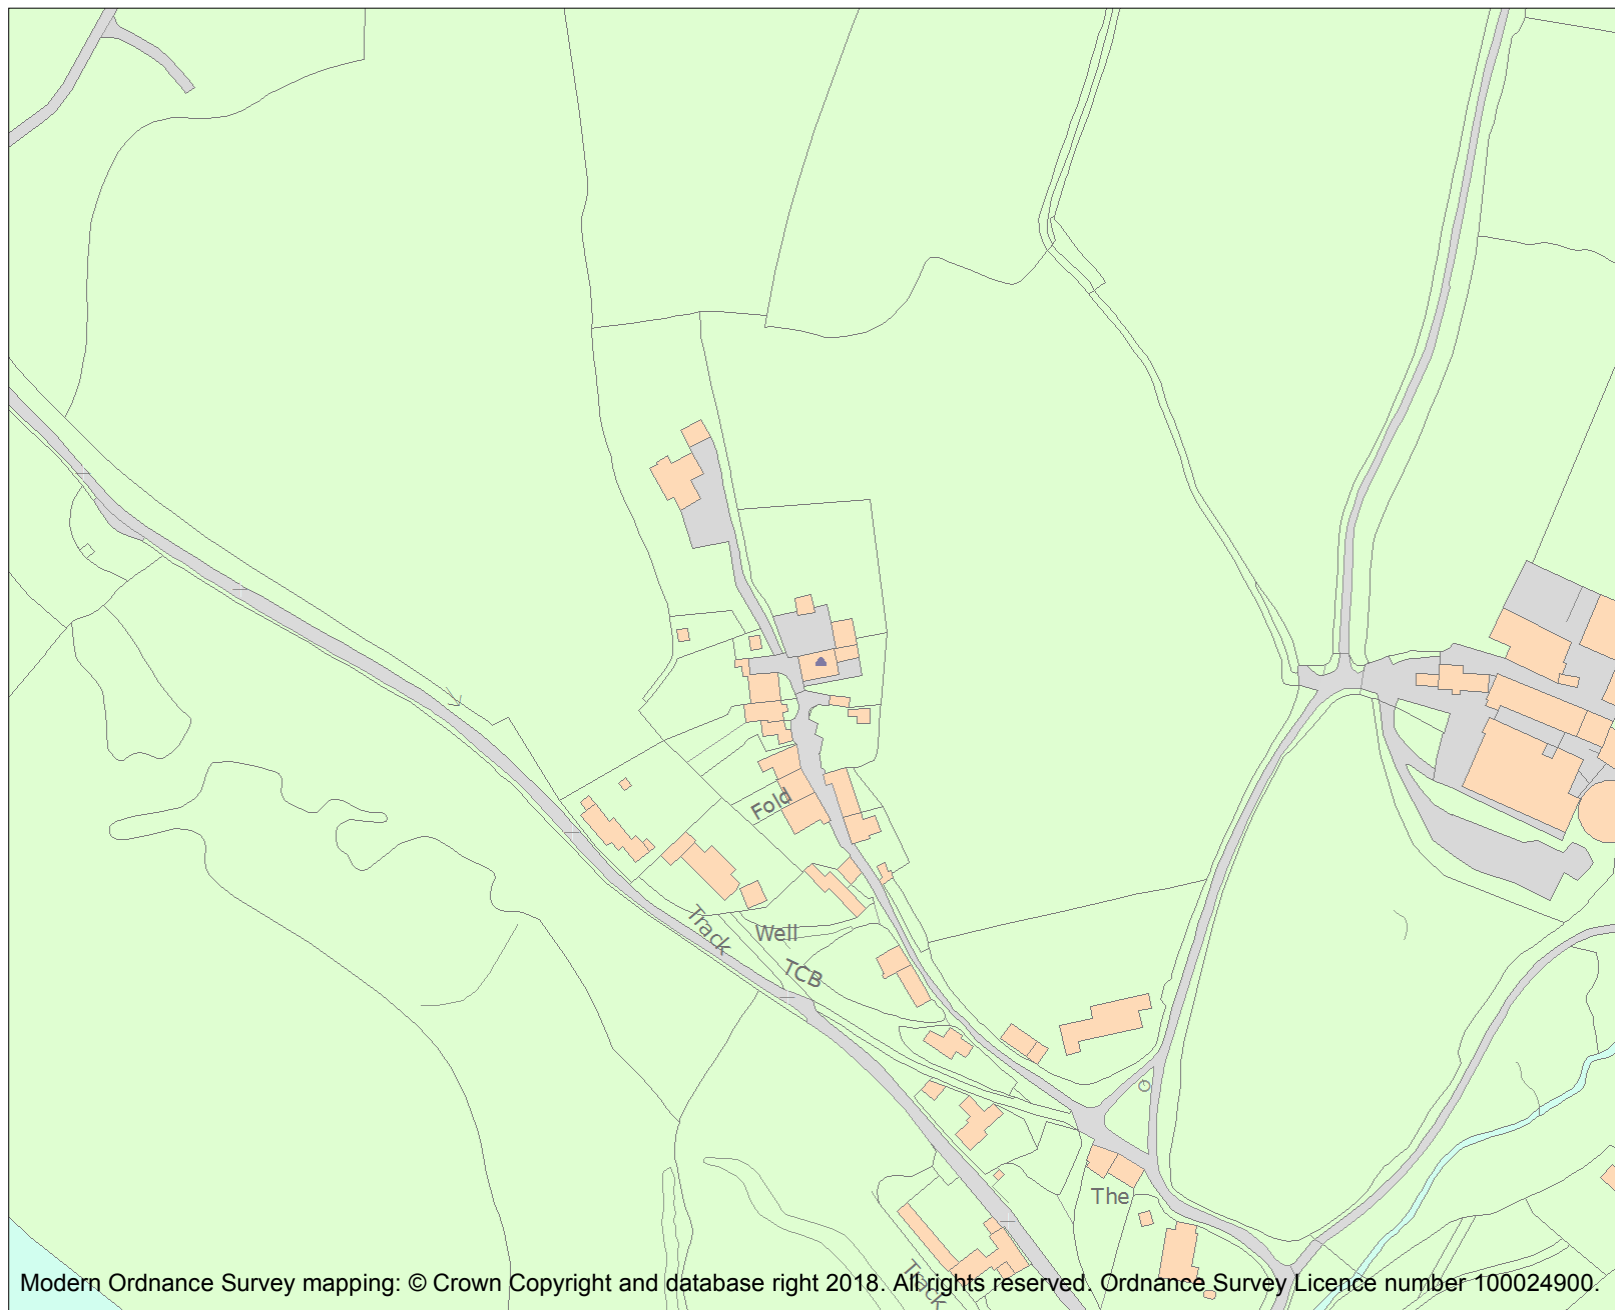 Fold
Track
Well
TCB
The
Track
Modern Ordnance Survey mapping: © Crown Copyright and database right 2018. All rights reserved. Ordnance Survey Licence number 100024900.